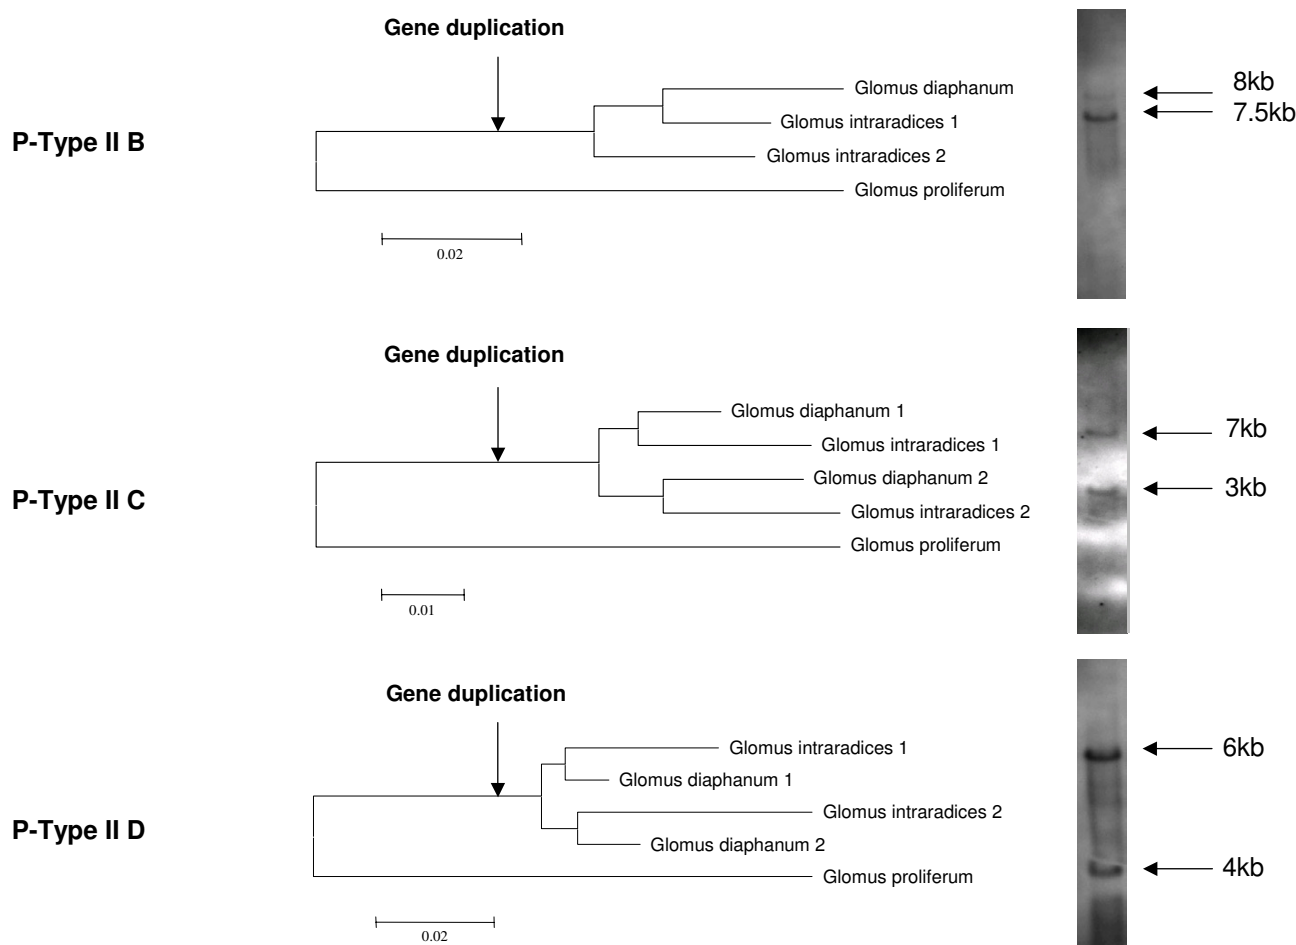 Gene duplication
P-Type II B
Glomus diaphanum
Glomus intraradices 1
Glomus intraradices 2
Glomus proliferum
0.02
8kb
7.5kb
Gene duplication
P-Type II C
Glomus diaphanum 1
Glomus intraradices 1
Glomus diaphanum 2
Glomus intraradices 2
Glomus proliferum
0.01
7kb
3kb
Gene duplication
P-Type II D
Glomus intraradices 1
Glomus diaphanum 1
Glomus intraradices 2
Glomus diaphanum 2
Glomus proliferum
0.02
6kb
4kb